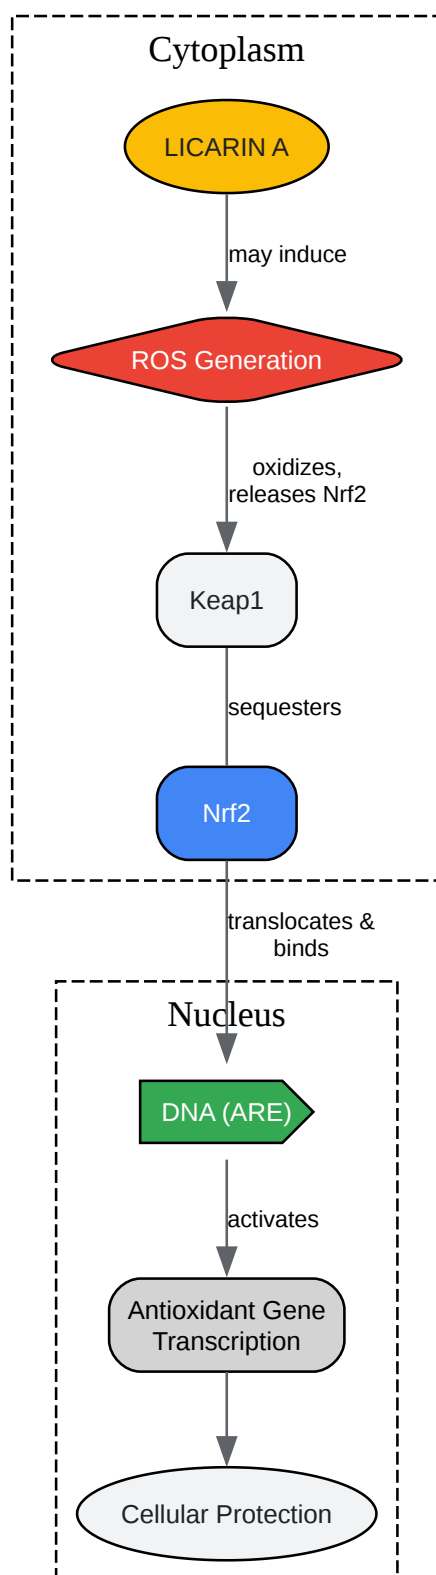 Cytoplasm
LICARIN A
may induce
ROS Generation
oxidizes,
releases Nrf2
Keap1
sequesters
Nrf2
translocates &
binds
Nucleus
DNA (ARE)
activates
Antioxidant Gene
Transcription
Cellular Protection